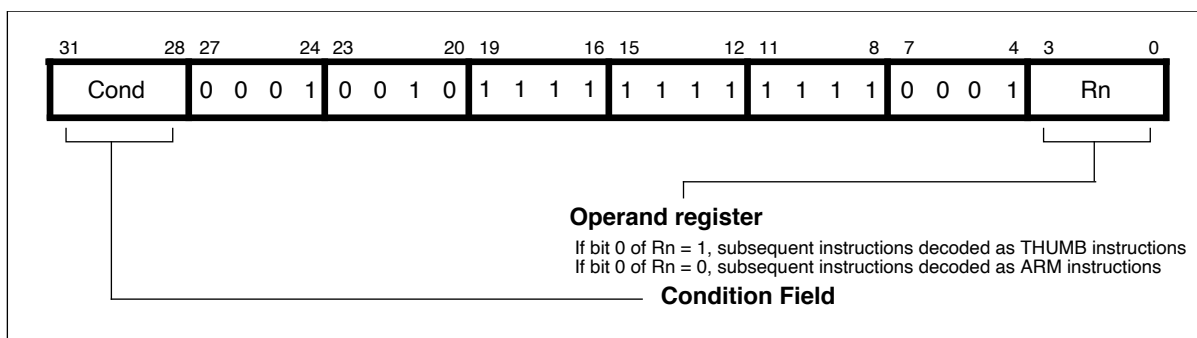 31 28 27 24 23 20 19 16 15 12 11 8 7 4 3 0
Cond 0 0 0 1 0 0 1 0 1 1 1 1 1 1 1 1 1 1 1 1 0 0 0 1 Rn
Operand register
If bit 0 of Rn = 1, subsequent instructions decoded as THUMB instructions
If bit 0 of Rn = 0, subsequent instructions decoded as ARM instructions
Condition Field